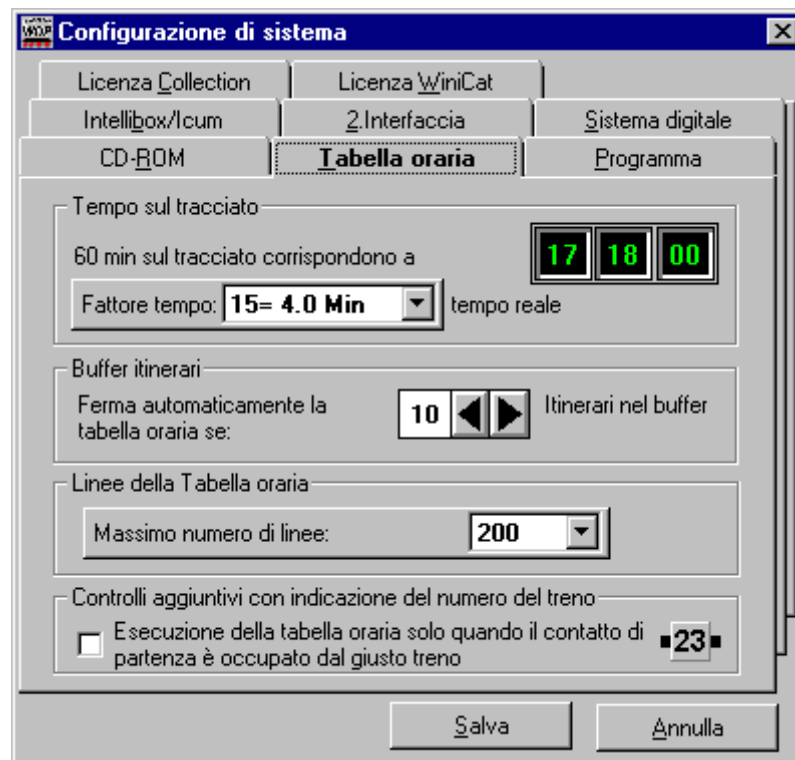 Configurazione di sistema
Licenza Collection
Licenza WiniCat
Intellibox/Icum
2.Interfaccia
Sistema digitale
CD-ROM
Tabella oraria
Programma
Tempo sul tracciato
60 min sul tracciato corrispondono a
17 18 00
Fattore tempo: 15= 4.0 Min tempo reale
Buffer itinerari
Ferma automaticamente la
tabella oraria se:
10
Itinerari nel buffer
Linee della Tabella oraria
Massimo numero di linee: 200
Controlli aggiuntivi con indicazione del numero del treno
Esecuzione della tabella oraria solo quando il contatto di
partenza è occupato dal giusto treno
23
Salva
Annulla